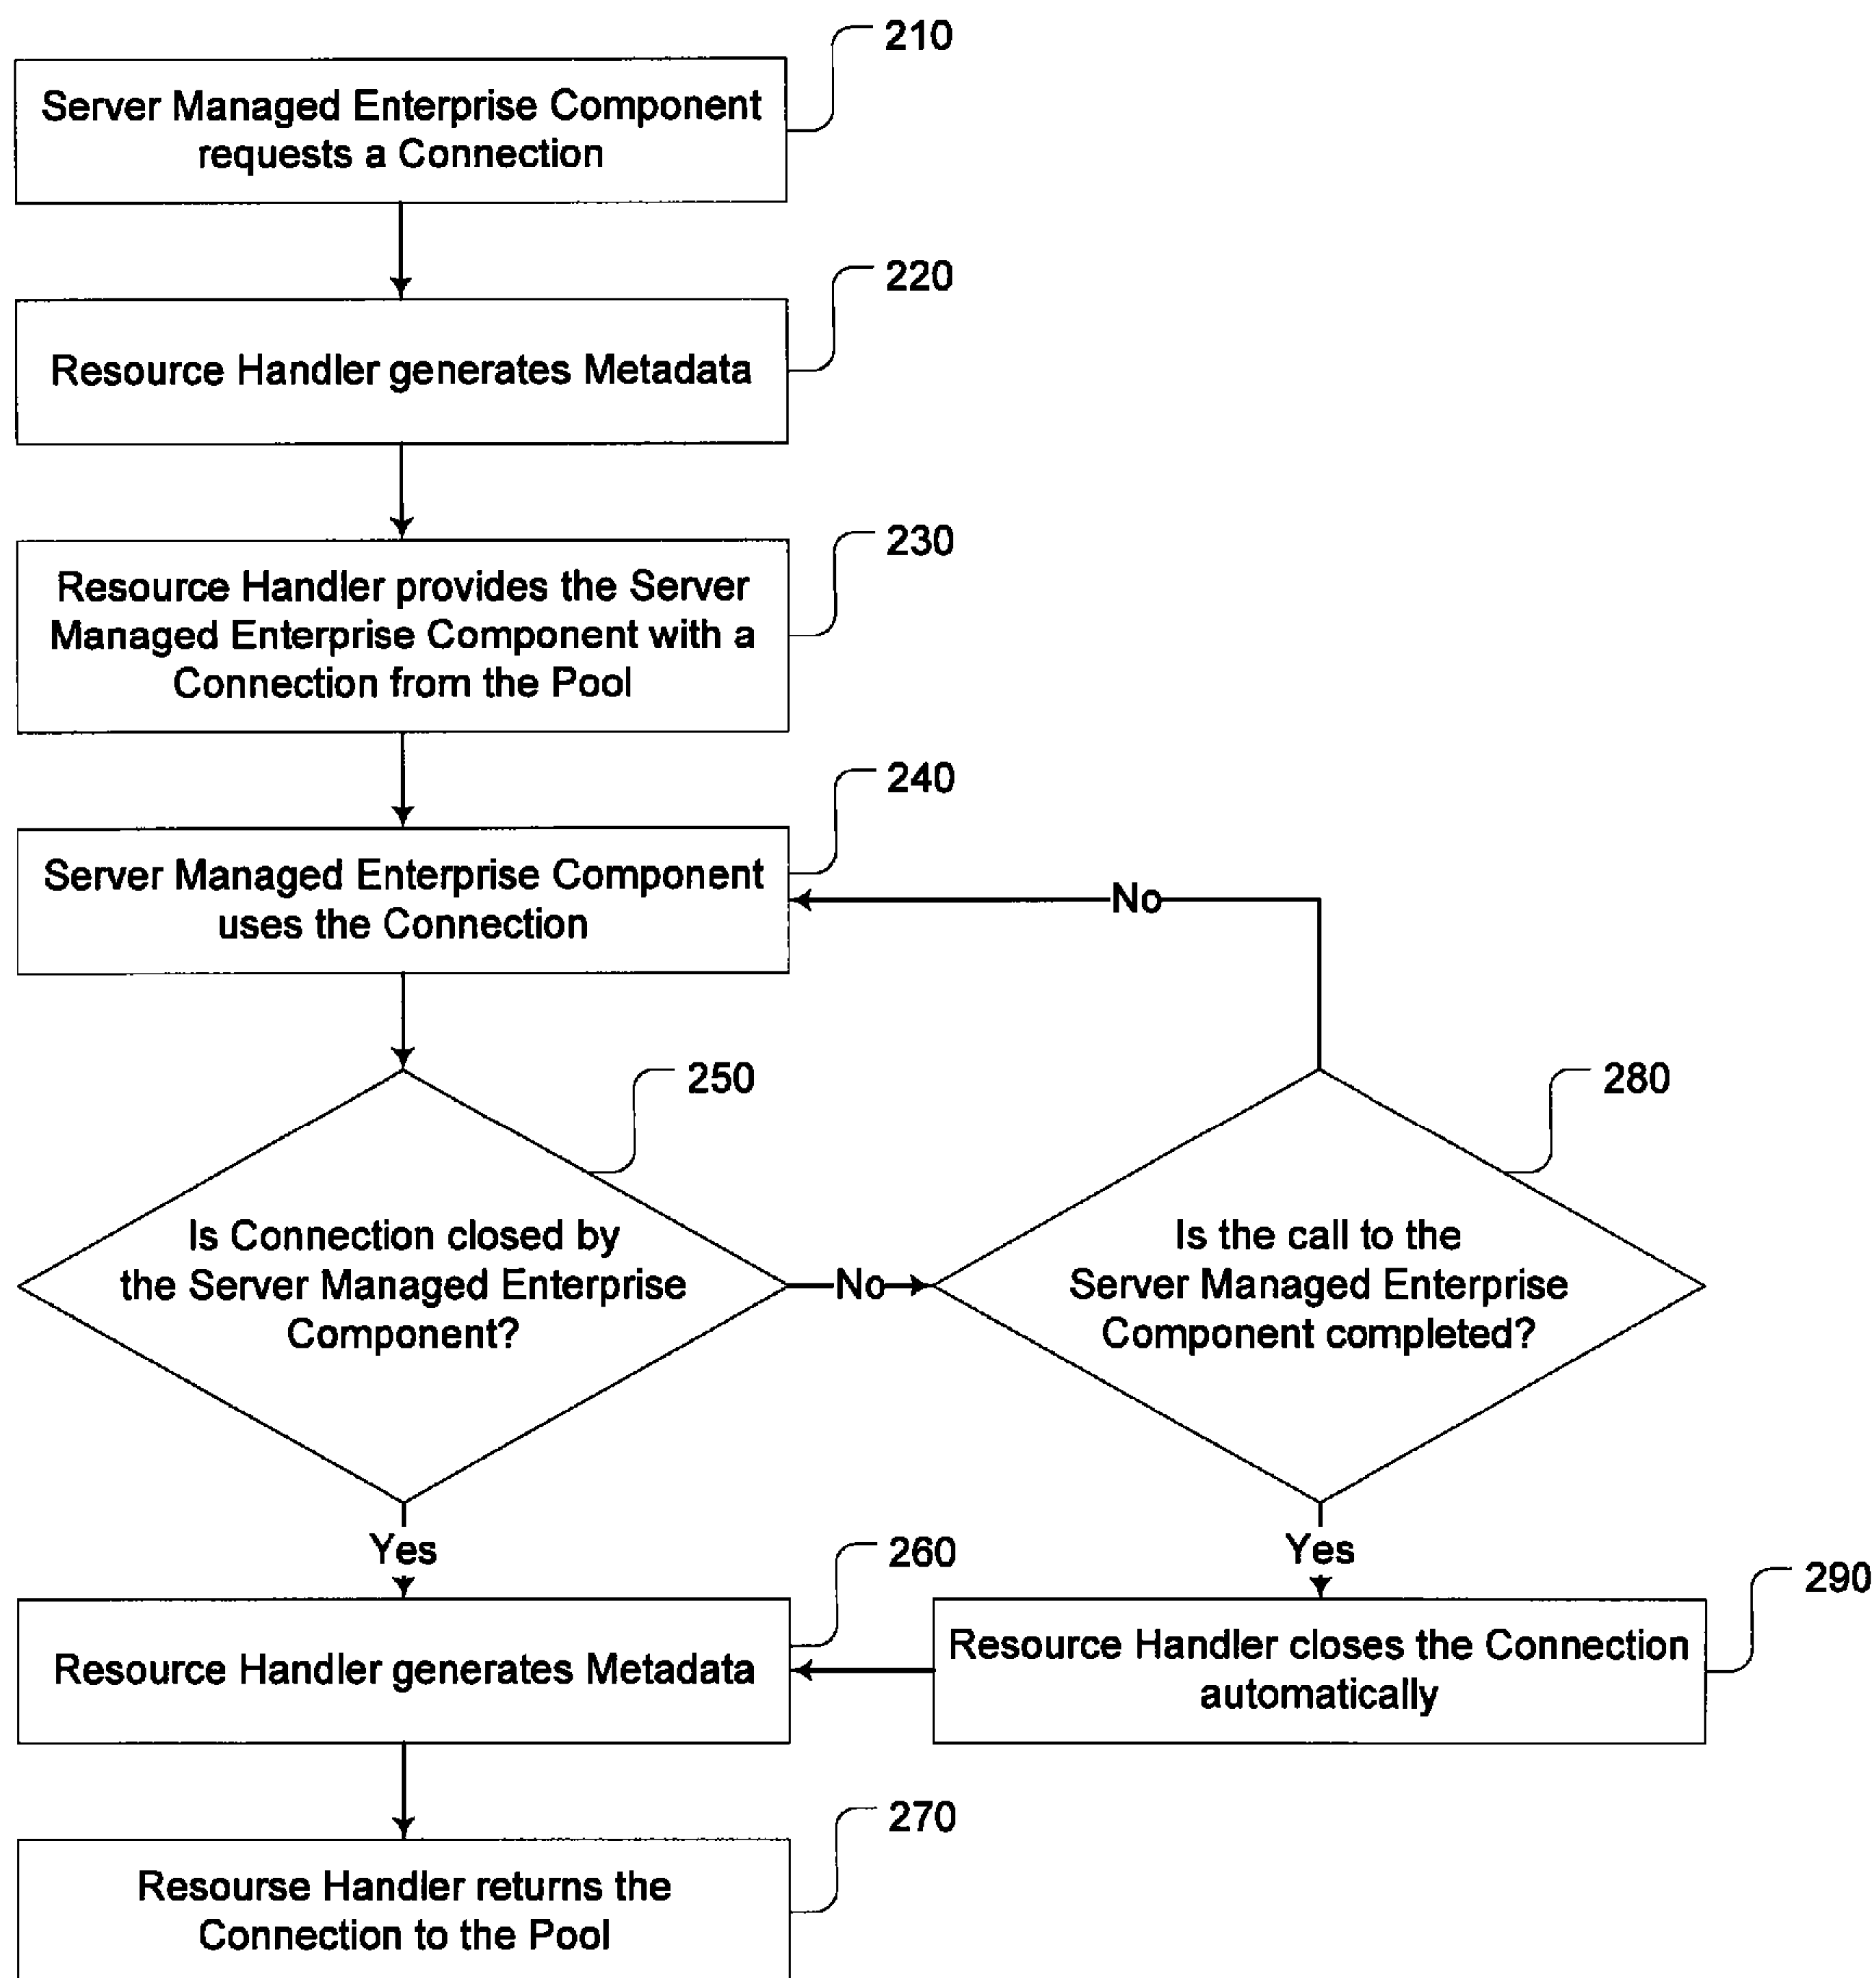 210
Server Managed Enterprise Component
requests a Connection
220
Resource Handler generates Metadata
230
Resource Handler provides the Server
Managed Enterprise Component with a
Connection from the Pool
240
Server Managed Enterprise Component
uses the Connection
No
250
Is Connection closed by
the Server Managed Enterprise
Component?
No
280
Is the call to the
Server Managed Enterprise
Component completed?
Yes
Yes
260
Resource Handler generates Metadata
290
Resource Handler closes the Connection
automatically
270
Resourse Handler returns the
Connection to the Pool